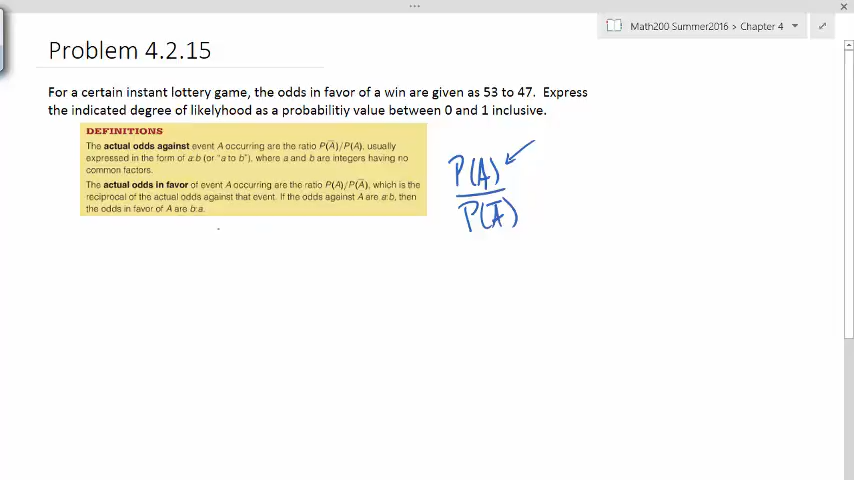 Math200 Summer2016 > Chapter 4
Problem 4.2.15
For a certain instant lottery game, the odds in favor of a win are given as 53 to 47. Express
the indicated degree of likelyhood as a probabilitiy value between 0 and 1 inclusive.
DEFINITIONS
The actual odds against event A occurring are the ratio P(A̅)/P(A), usually
expressed in the form of a:b (or "a to b"), where a and b are integers having no
common factors.
The actual odds in favor of event A occurring are the ratio P(A)/P(A̅), which is the
reciprocal of the actual odds against that event. If the odds against A are a:b, then
the odds in favor of A are b:a.
P(A)
P(A̅)